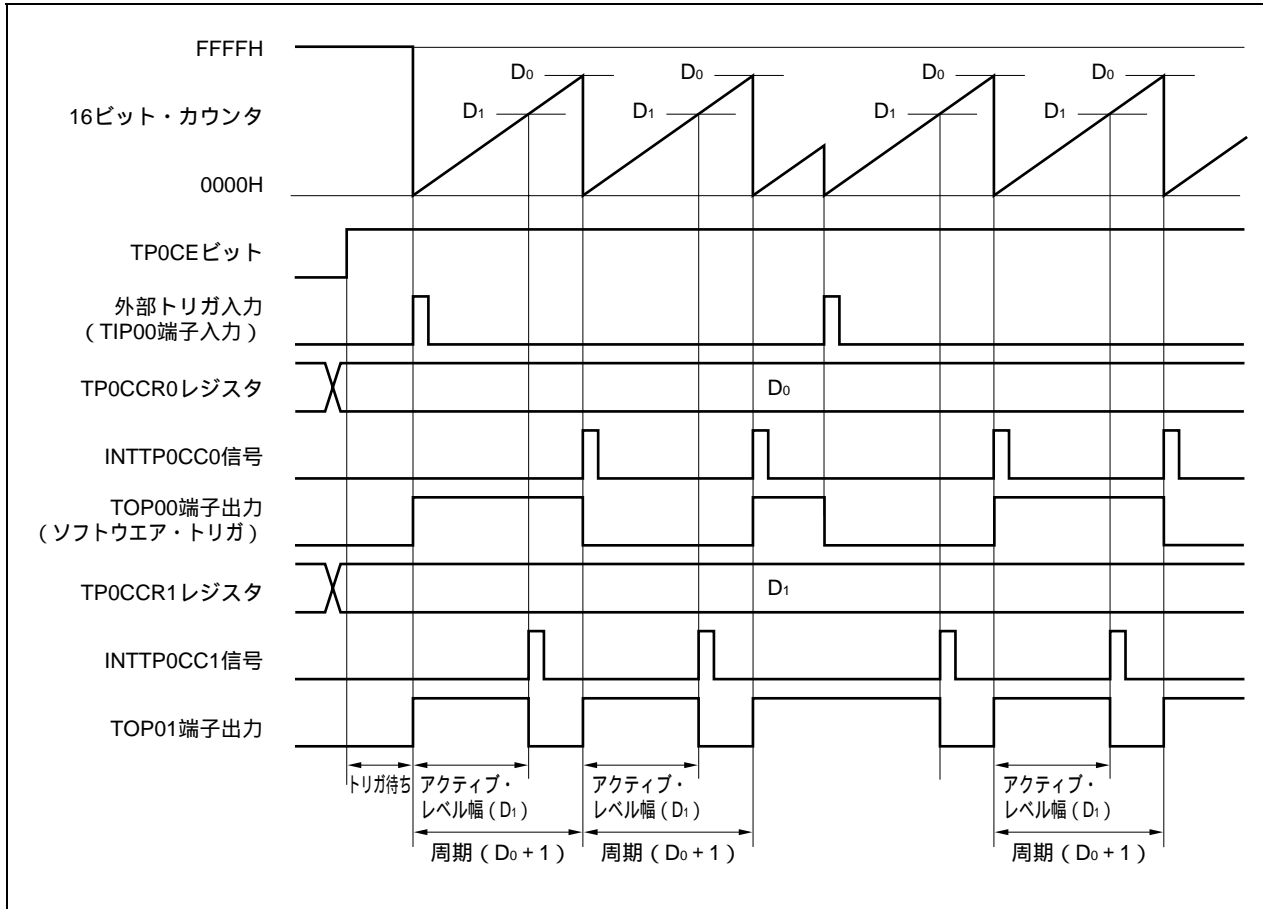 FFFFH
D0 D0 D0 D0
16ビット・カウンタ
D1 D1 D1 D1
0000H
TP0CEビット
外部トリガ入力
(TIP00端子入力)
TP0CCR0レジスタ
D0
INTTP0CC0信号
TOP00端子出力
(ソフトウエア・トリガ)
TP0CCR1レジスタ
D1
INTTP0CC1信号
TOP01端子出力
トリガ待ち アクティブ・ アクティブ・ アクティブ・
レベル幅(D1) レベル幅(D1) レベル幅(D1)
周期(D0+1) 周期(D0+1) 周期(D0+1)